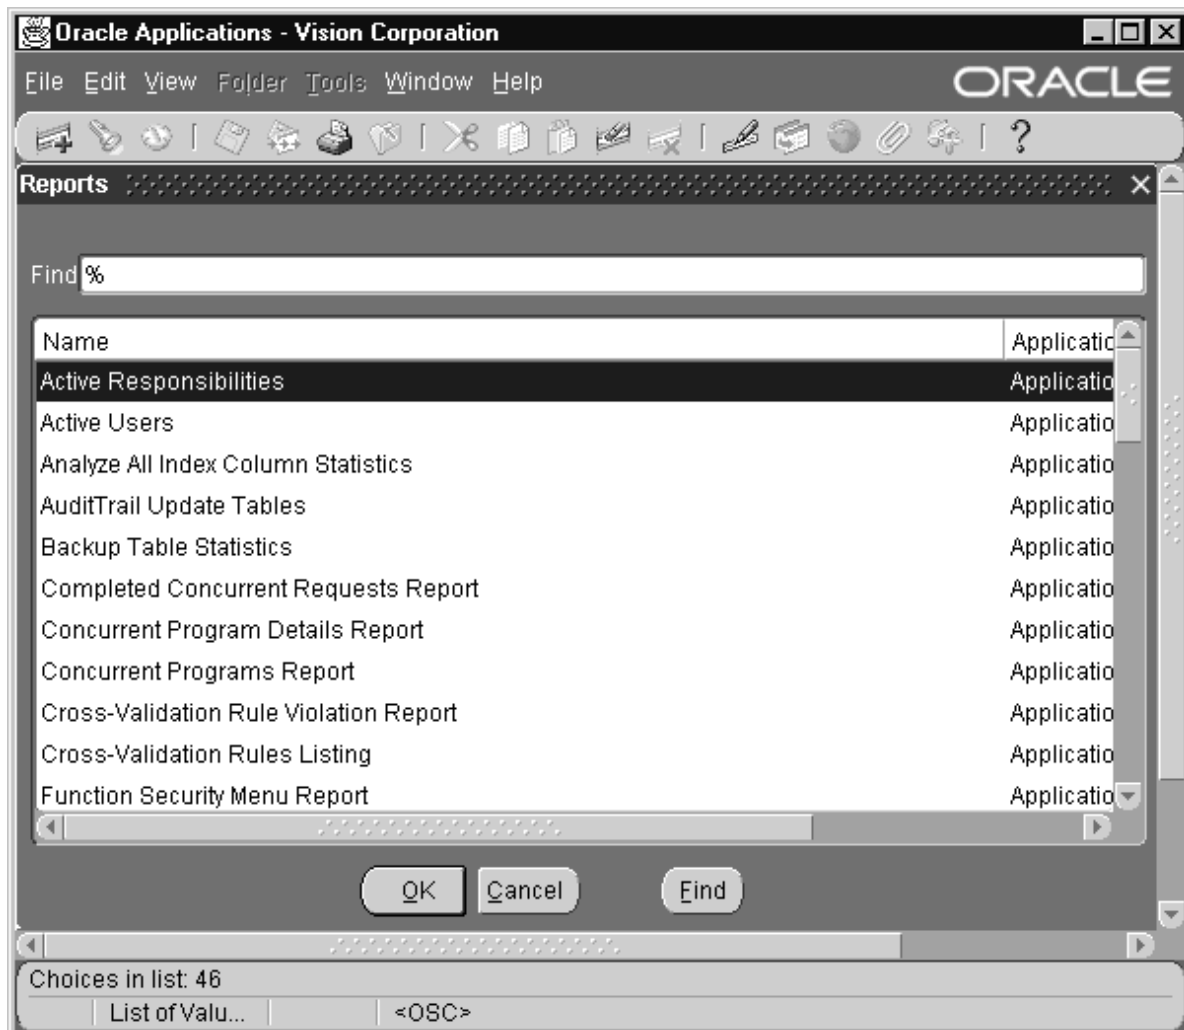 Oracle Applications - Vision Corporation
File Edit View Folder Tools Window Help
ORACLE
?
Reports
Find %
Name Applicatio
Active Responsibilities Applicatio
Active Users Applicatio
Analyze All Index Column Statistics Applicatio
AuditTrail Update Tables Applicatio
Backup Table Statistics Applicatio
Completed Concurrent Requests Report Applicatio
Concurrent Program Details Report Applicatio
Concurrent Programs Report Applicatio
Cross-Validation Rule Violation Report Applicatio
Cross-Validation Rules Listing Applicatio
Function Security Menu Report Applicatio
OK Cancel Find
Choices in list: 46
List of Valu... <OSC>